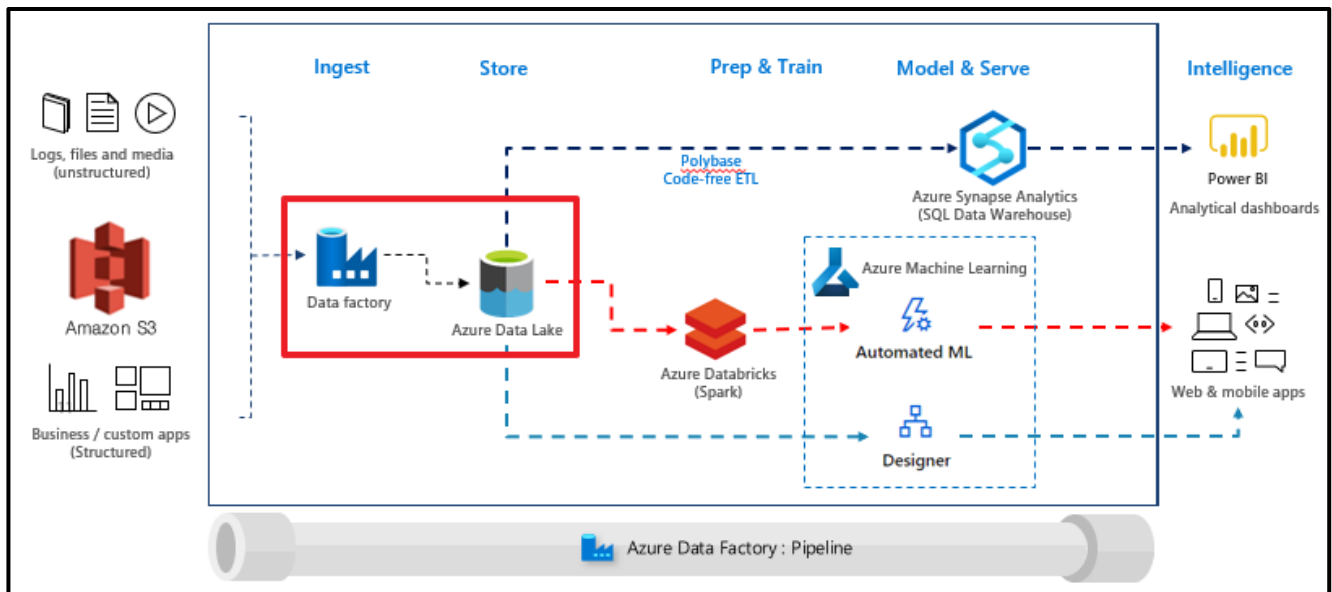 Ingest
Store
Prep & Train
Model & Serve
Intelligence
Logs, files and media
(unstructured)
Polybase
Code-free ETL
Azure Synapse Analytics
(SQL Data Warehouse)
Power BI
Analytical dashboards
Amazon S3
Data factory
Azure Data Lake
Azure Machine Learning
Automated ML
Azure Databricks
(Spark)
Web & mobile apps
Business / custom apps
(Structured)
Designer
Azure Data Factory : Pipeline